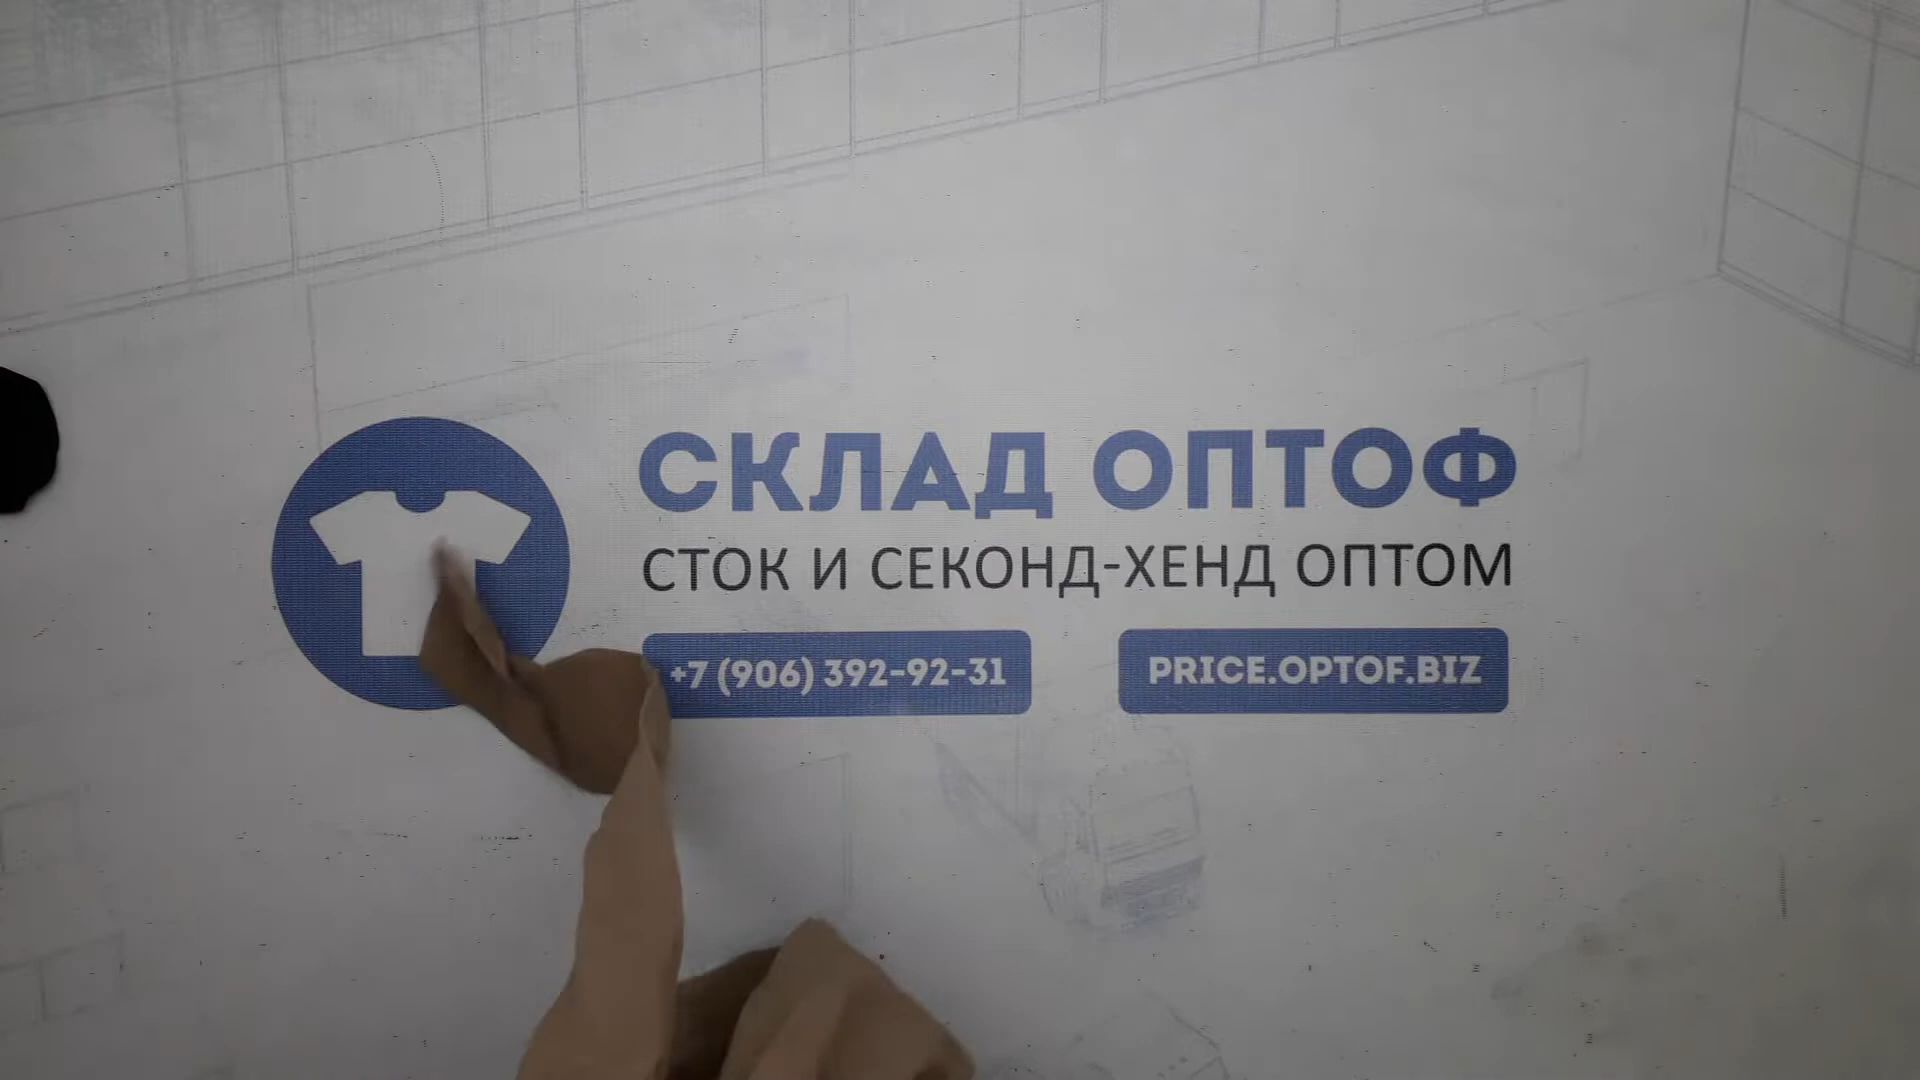 СКЛАД ОПТОФ
СТОК И СЕКОНД-ХЕНД ОПТОМ
+7 (906) 392-92-31
PRICE.OPTOF.BIZ